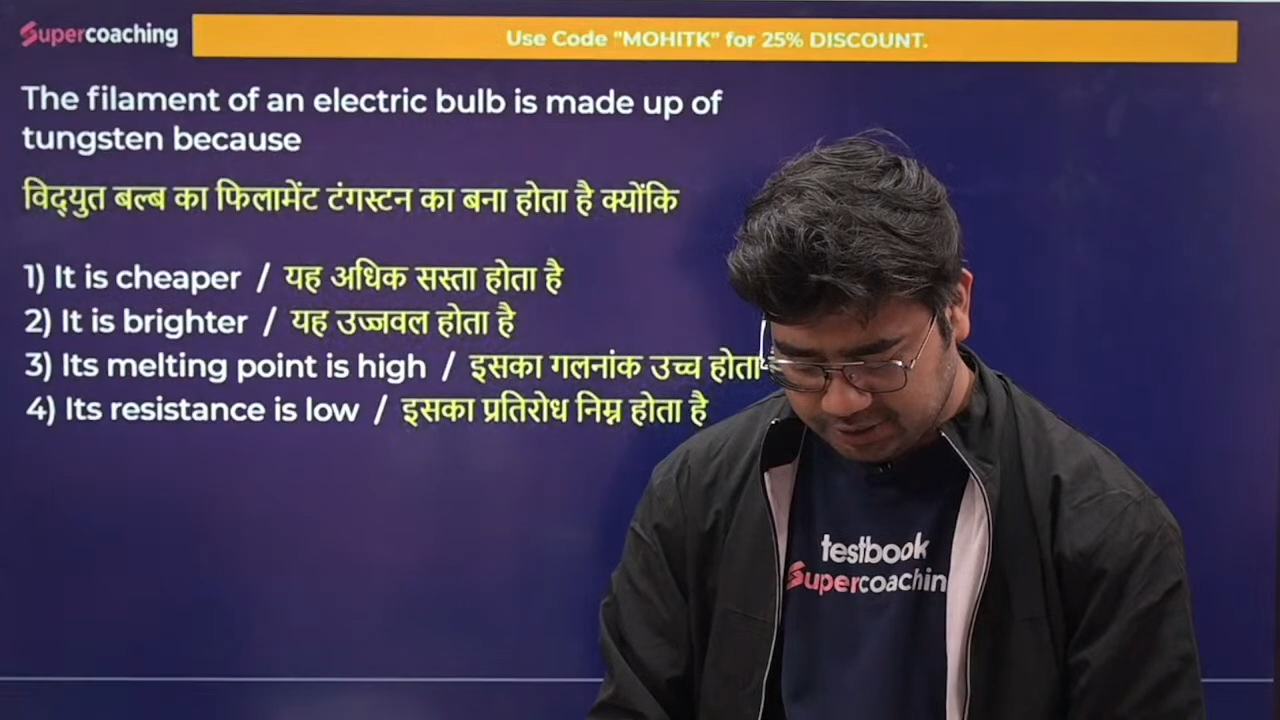 Supercoaching
Use Code "MOHITK" for 25% DISCOUNT.
The filament of an electric bulb is made up of
tungsten because
विद्युत बल्ब का फिलामेंट टंगस्टन का बना होता है क्योंकि
1) It is cheaper / यह अधिक सस्ता होता है
2) It is brighter / यह उज्जवल होता है
3) Its melting point is high / इसका गलनांक उच्च होता
4) Its resistance is low / इसका प्रतिरोध निम्न होता है
testbook
Supercoachin